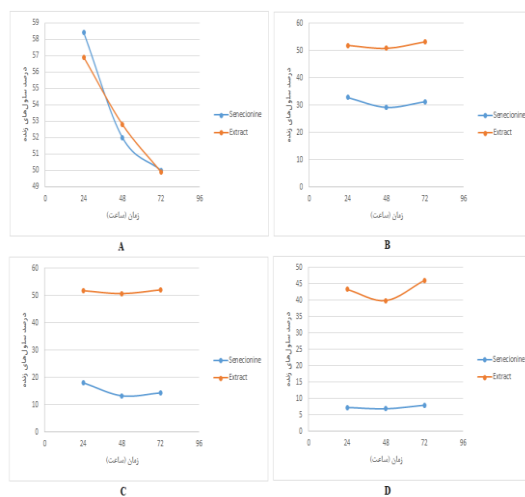 59
58
57
56
55
54
53
52
51
50
49
0
24
48
72
96
درصد سلول‌های زنده
زمان (ساعت)
Senecionine
Extract
A
60
50
40
30
20
10
0
0
24
48
72
96
درصد سلول‌های زنده
زمان (ساعت)
Senecionine
Extract
B
60
50
40
30
20
10
0
0
24
48
72
96
درصد سلول‌های زنده
زمان (ساعت)
Senecionine
Extract
C
50
45
40
35
30
25
20
15
10
5
0
0
24
48
72
96
درصد سلول‌های زنده
زمان (ساعت)
Senecionine
Extract
D